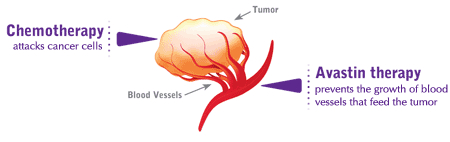 Tumor
Chemotherapy
attacks cancer cells
Avastin therapy
prevents the growth of blood
vessels that feed the tumor
Blood Vessels